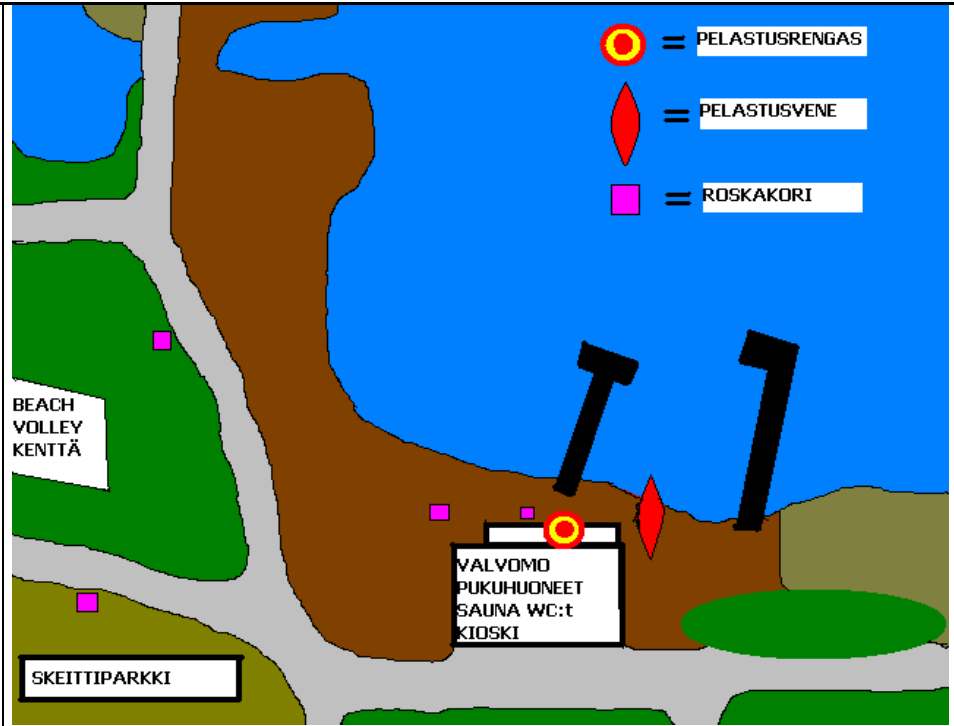 = PELASTUSRENGAS
= PELASTUSVENE
= ROSKAKORI
BEACH
VOLLEY
KENTTÄ
VALVOMO
PUKUHUONEET
SAUNA WC:t
KIOSKI
SKEITTIPARKKI